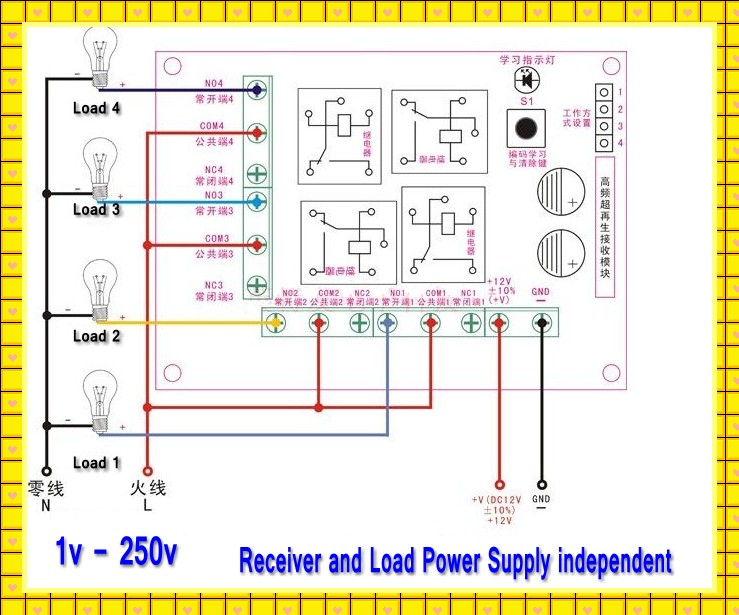 学习指示灯
S1
编码学习
与清除键
工作方
式设置
1
2
3
4
高频超再生接收模块
继电器
继电器
继电器
继电器
NO4
常开端4
COM4
公共端4
NC4
常闭端4
NO3
常开端3
COM3
公共端3
NC3
常闭端3
NO2
常开端2
COM2
公共端2
NC2
常闭端2
NO1
常开端1
COM1
公共端1
NC1
常闭端1
+12V
±10%
(+V)
GND
—
− +
Load 4
− +
Load 3
− +
Load 2
− +
Load 1
零线
N
火线
L
+V(DC12V
±10%)
+12V
GND
—
1v - 250v
Receiver and Load Power Supply independent